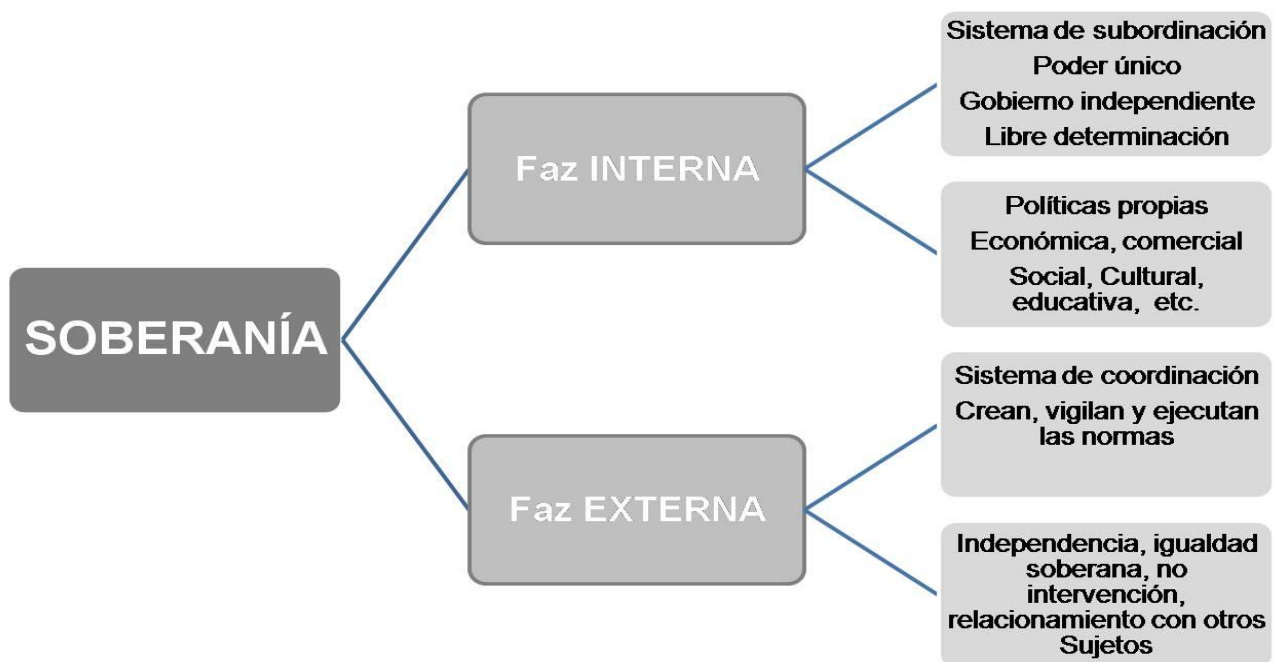 SOBERANÍA
Faz INTERNA
Sistema de subordinación
Poder único
Gobierno independiente
Libre determinación
Políticas propias
Económica, comercial
Social, Cultural,
educativa, etc.
Faz EXTERNA
Sistema de coordinación
Crean, vigilan y ejecutan
las normas
Independencia, igualdad
soberana, no
intervención,
relacionamiento con otros
Sujetos